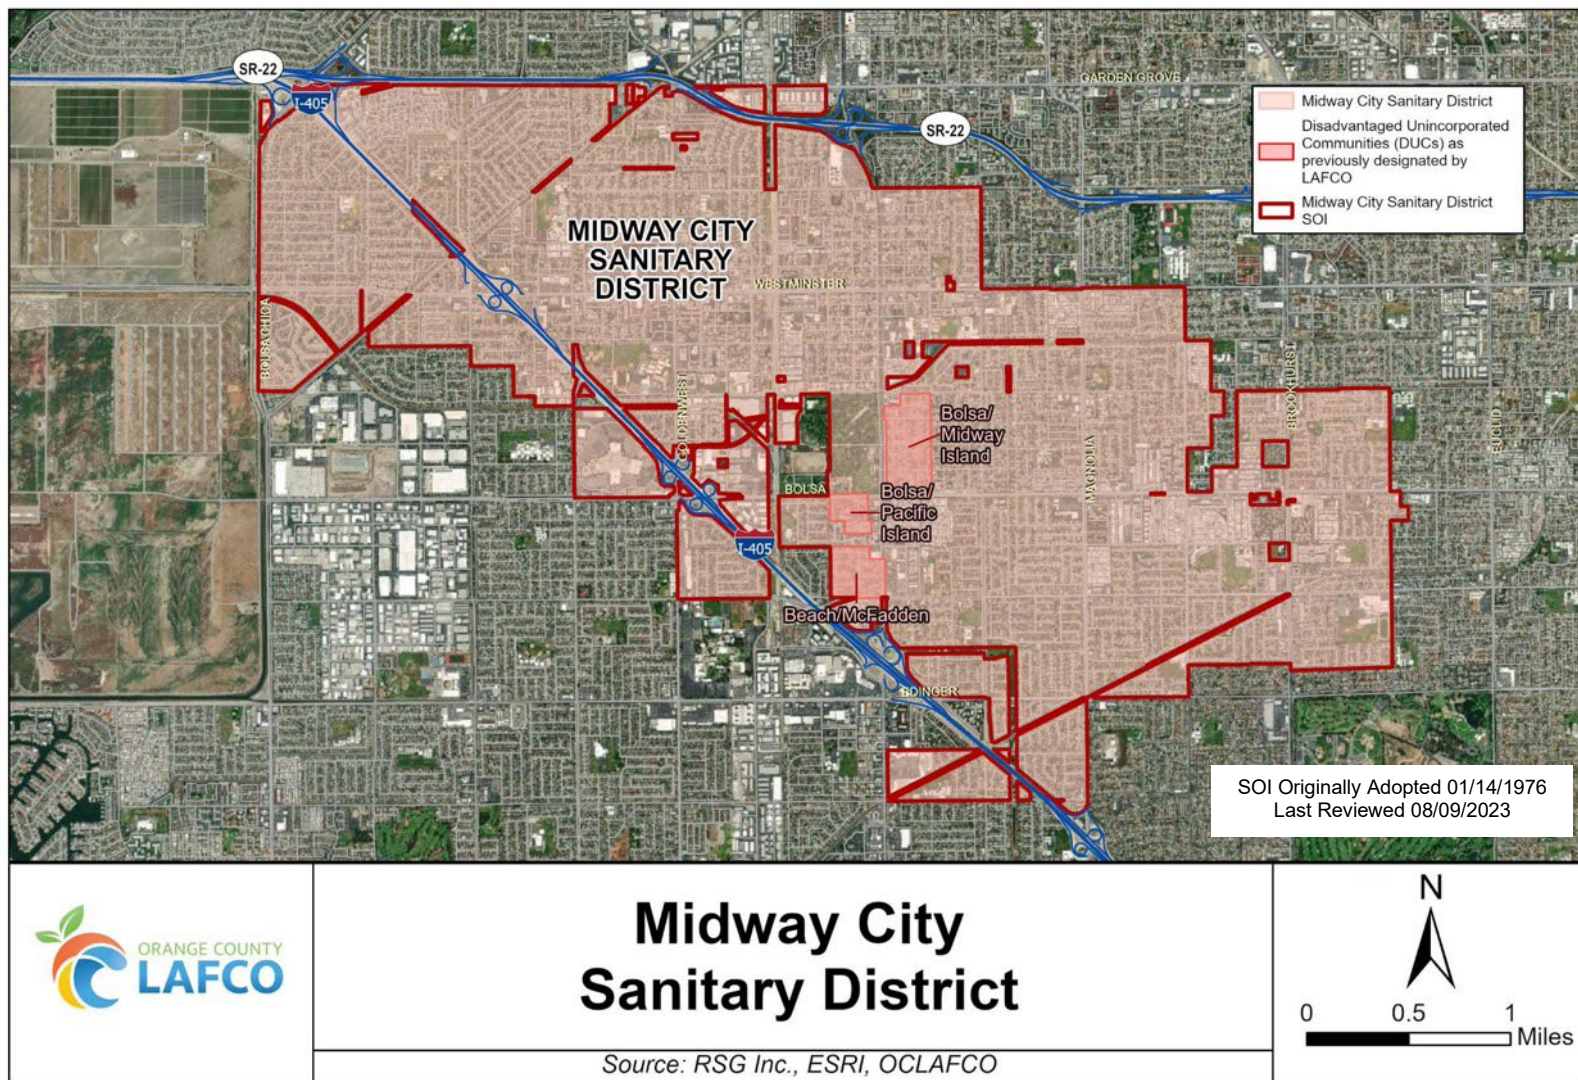 SR-22
I-405
GARDEN GROVE
SR-22
Midway City Sanitary District
Disadvantaged Unincorporated
Communities (DUCs) as
previously designated by
LAFCO
Midway City Sanitary District
SOI
MIDWAY CITY
SANITARY
DISTRICT
WESTMINSTER
BOLSA CHICA
GOLDENWEST
BROOKHURST
EUCLID
MAGNOLIA
Bolsa/
Midway
Island
BOLSA
Bolsa/
Pacific
Island
I-405
Beach/McFadden
EDINGER
SOI Originally Adopted 01/14/1976
Last Reviewed 08/09/2023
ORANGE COUNTY
LAFCO
Midway City
Sanitary District
Source: RSG Inc., ESRI, OCLAFCO
N
0 0.5 1
Miles